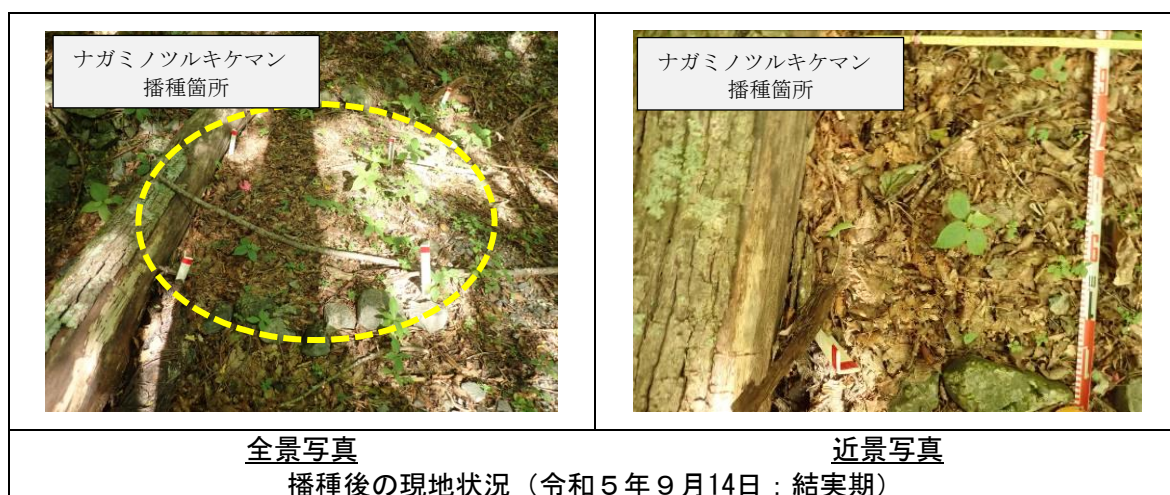 ナガミノツルキケマン
播種箇所
ナガミノツルキケマン
播種箇所
全景写真
近景写真
播種後の現地状況（令和５年９月14日：結実期）